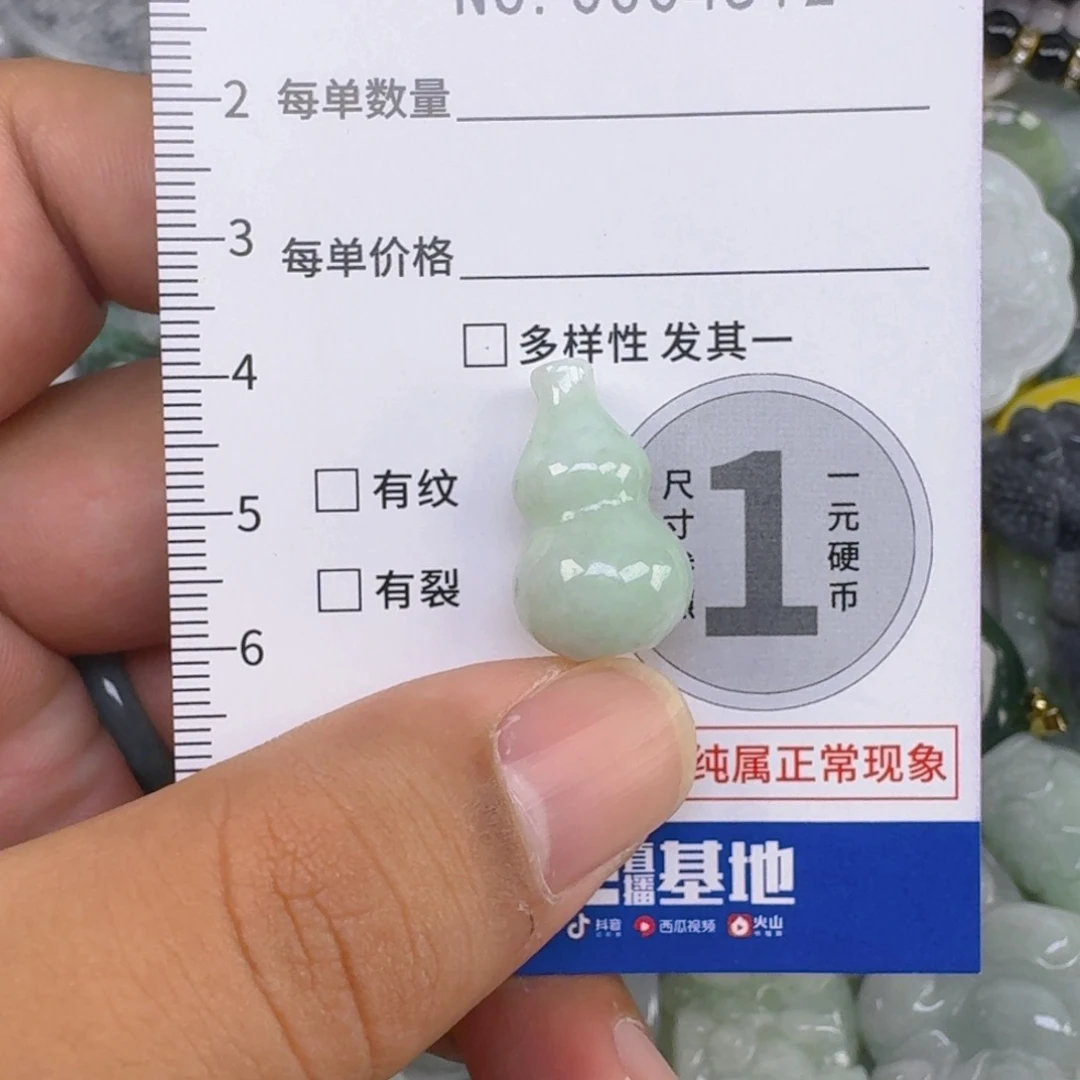 2 每单数量
3 每单价格
4
多样性 发其一
5
有纹
尺寸
1
一元硬币
有裂
6
纯属正常现象
直播基地
抖音
西瓜视频
火山